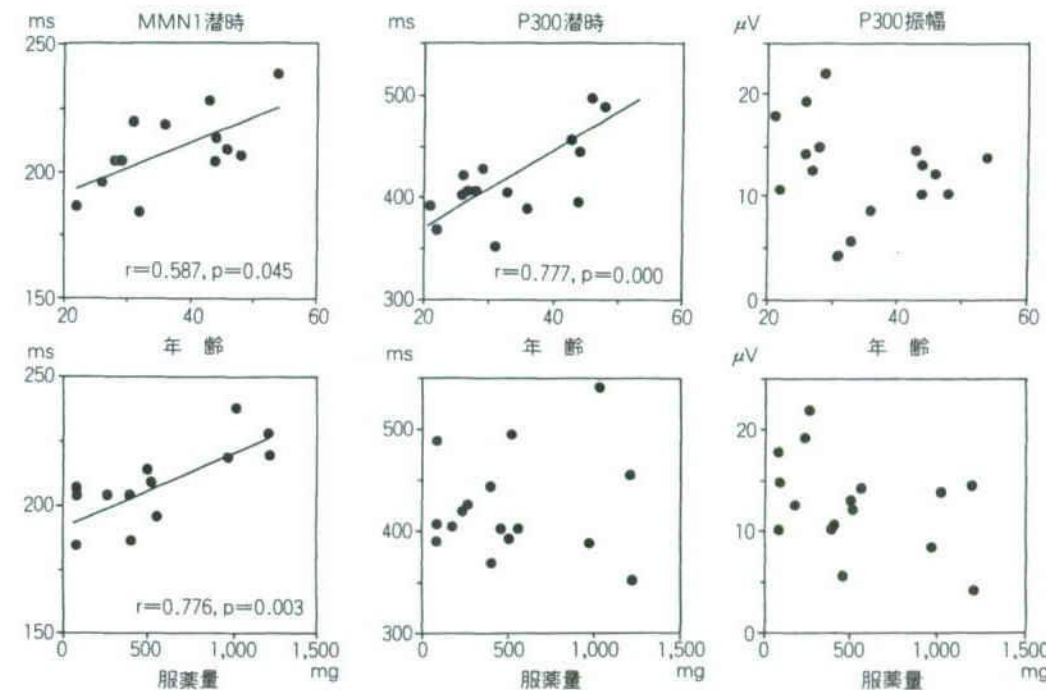 ms MMN1潜時 ms P300潜時 μV P300振幅
250 500 20
200 400 10
r=0.587, p=0.045 r=0.777, p=0.000
150 300 0
20 40 60 20 40 60 20 40 60
ms 年 齢 ms 年 齢 μV 年 齢
250 500 20
200 400 10
r=0.776, p=0.003
150 300 0
0 500 1,000 1,500 0 500 1,000 1,500 0 500 1,000 1,500
服薬量 mg 服薬量 mg 服薬量 mg